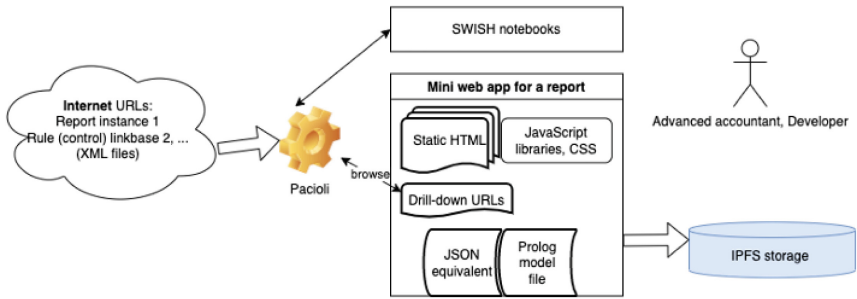 SWISH notebooks
Internet URLs:
Report instance 1
Rule (control) linkbase 2, ...
(XML files)
Pacioli
browse
Mini web app for a report
Static HTML
JavaScript
libraries, CSS
Drill-down URLs
JSON
equivalent
Prolog
model
file
Advanced accountant, Developer
IPFS storage